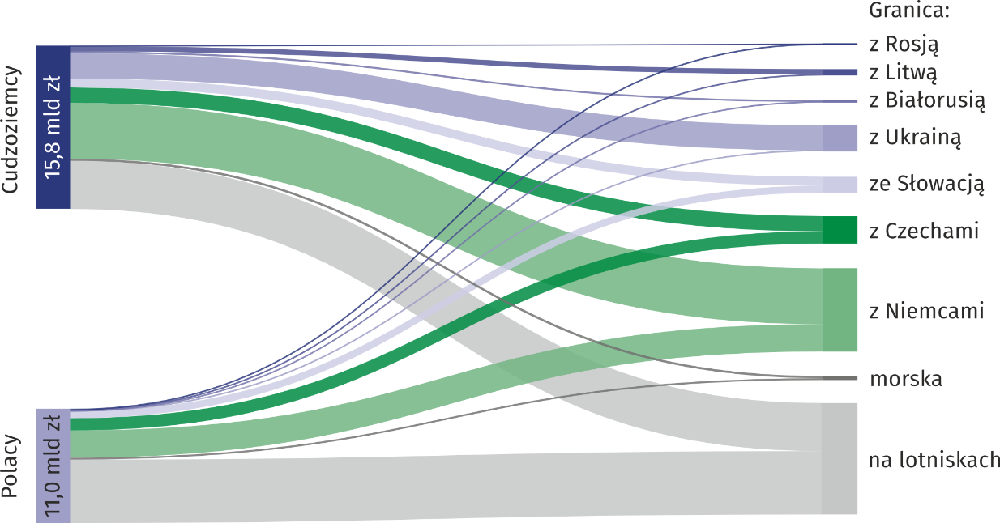 Granica:
Cudzoziemcy
15,8 mld zł
z Rosją
z Litwą
z Białorusią
z Ukrainą
ze Słowacją
z Czechami
z Niemcami
morska
Polacy
11,0 mld zł
na lotniskach